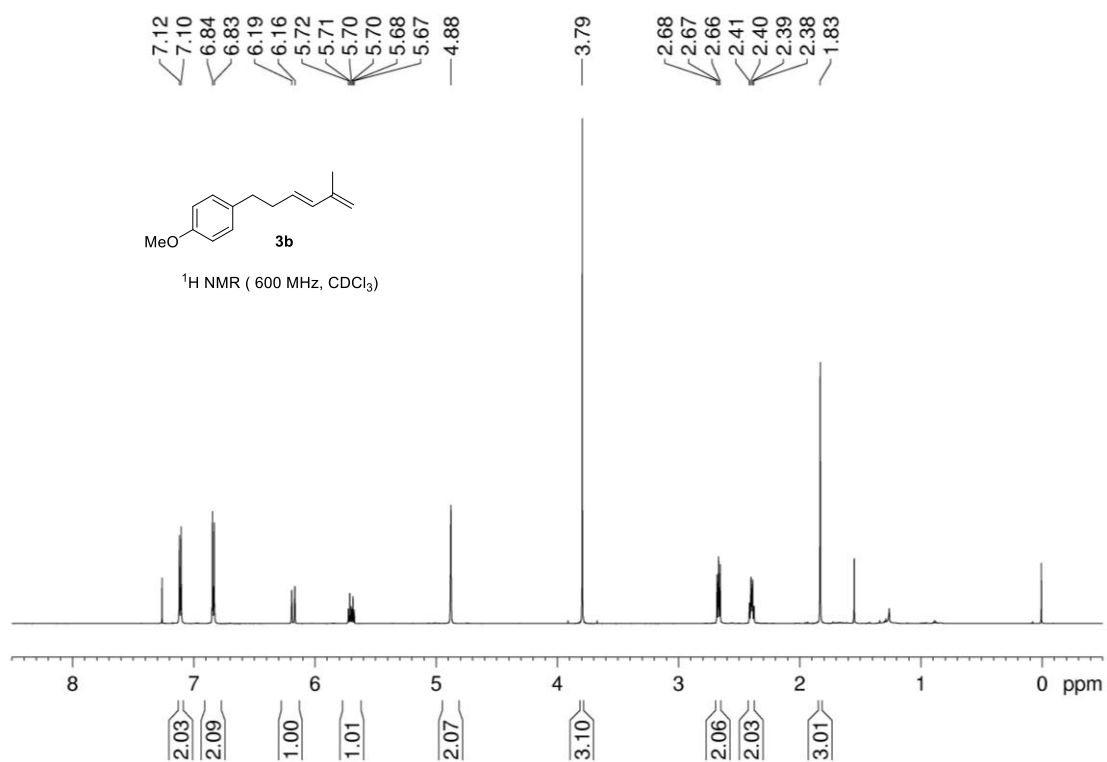 7.12 7.10 6.84 6.83 6.19 6.16 5.72 5.71 5.70 5.70 5.68 5.67 4.88 3.79 2.68 2.67 2.66 2.41 2.40 2.39 2.38 1.83
MeO
3b
¹H NMR ( 600 MHz, CDCl₃)
8 7 6 5 4 3 2 1 0 ppm
2.03 2.09 1.00 1.01 2.07 3.10 2.06 2.03 3.01